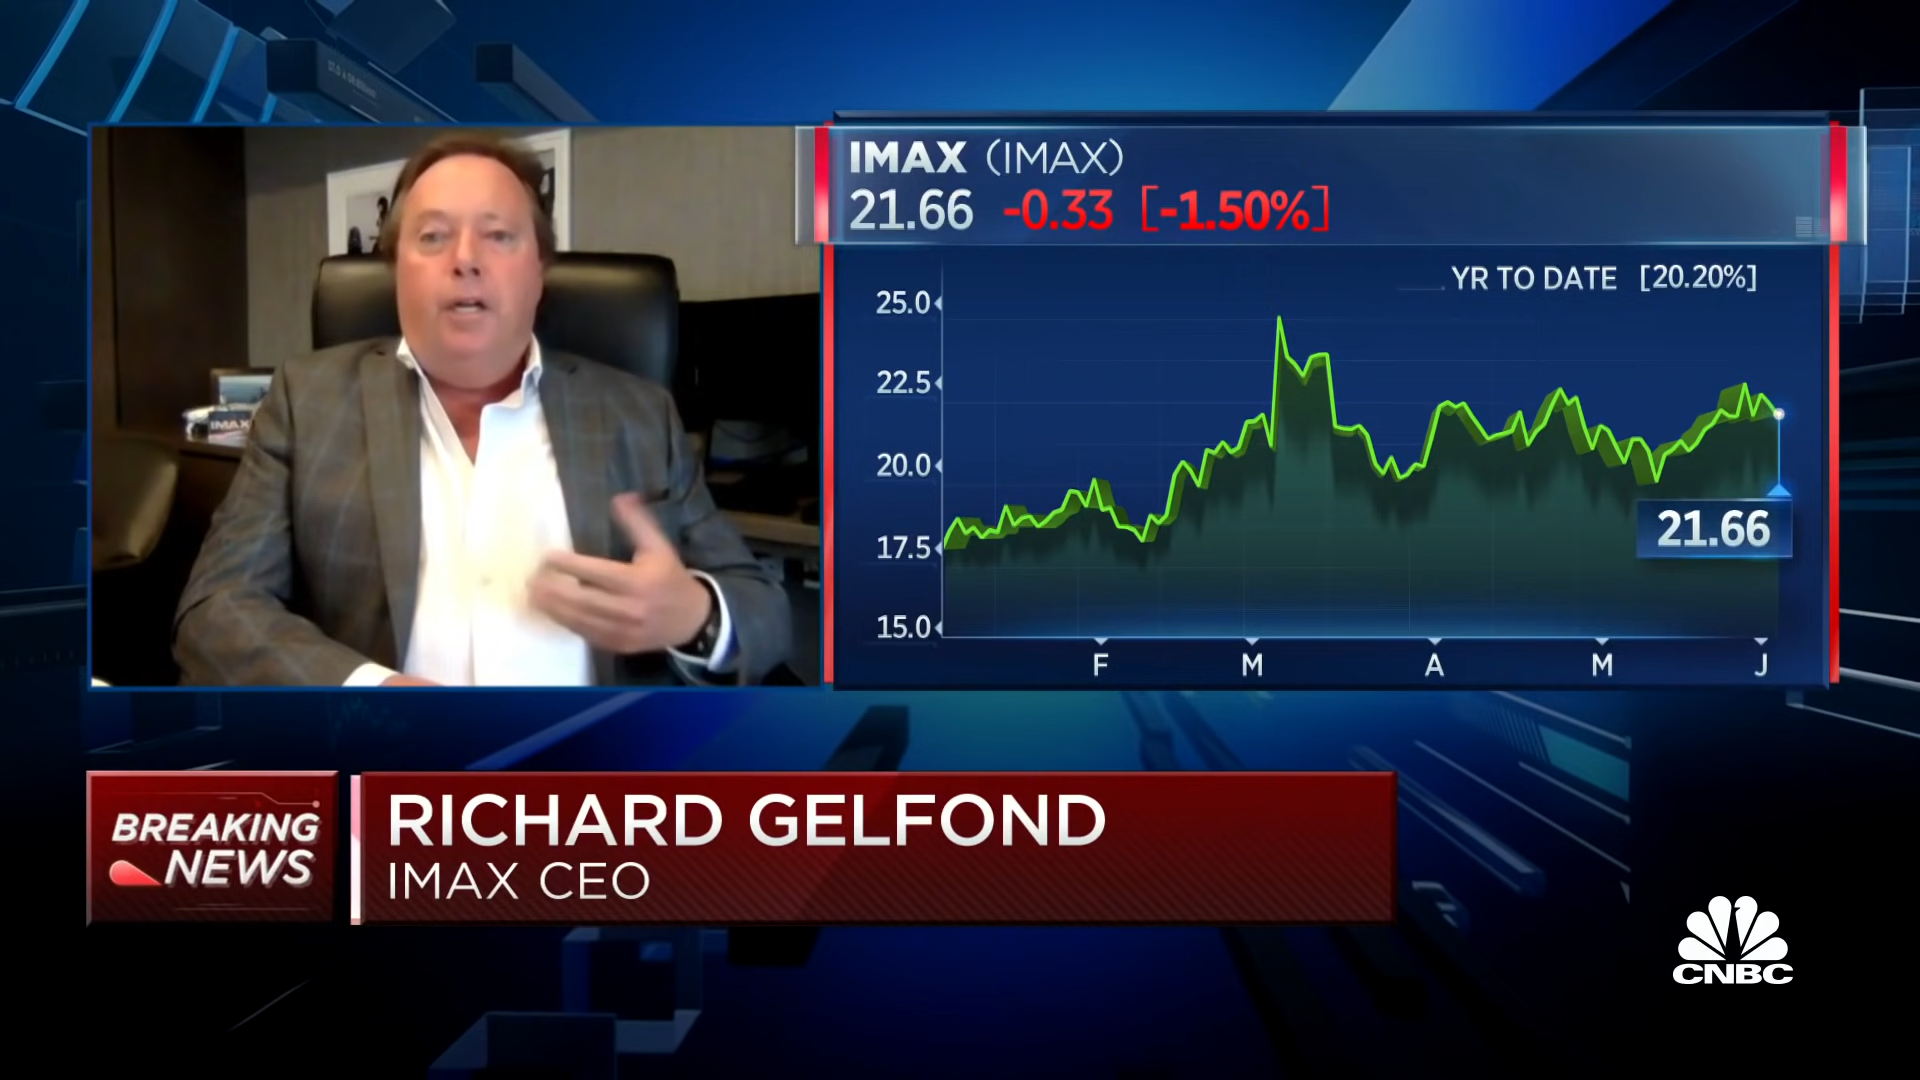 IMAX
IMAX (IMAX)
21.66 -0.33 [-1.50%]
YR TO DATE [20.20%]
25.0
22.5
20.0
17.5
15.0
21.66
F M A M J
BREAKING
NEWS
RICHARD GELFOND
IMAX CEO
CNBC